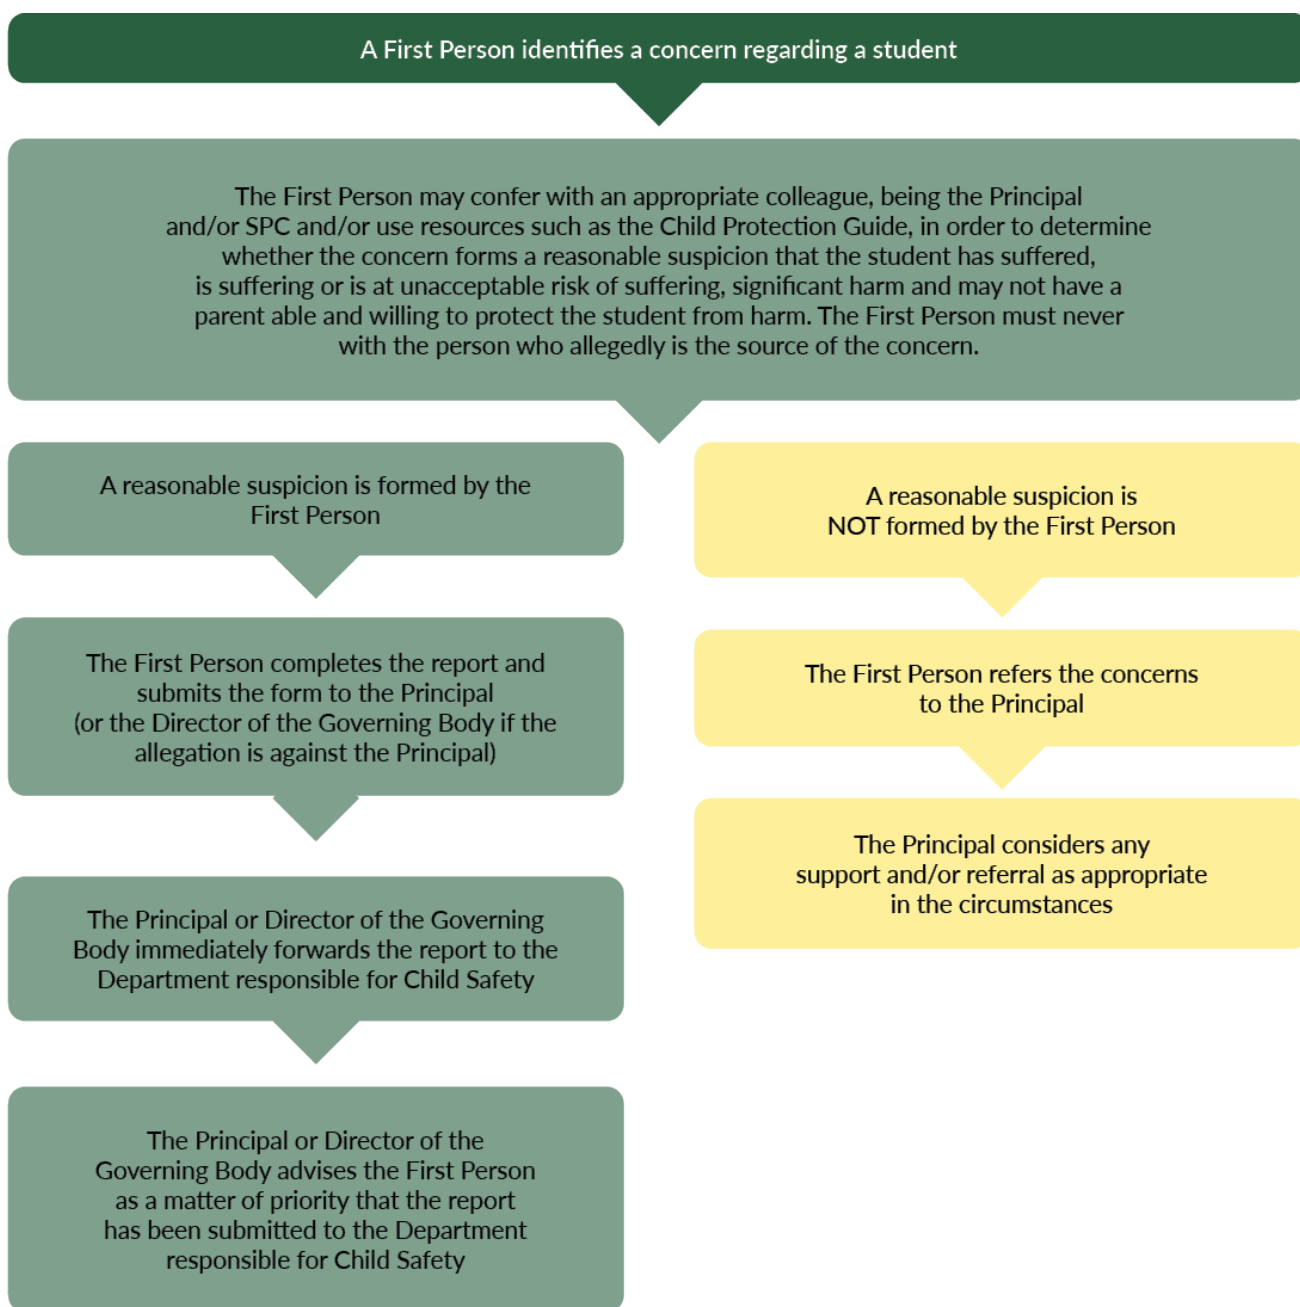 A First Person identifies a concern regarding a student
The First Person may confer with an appropriate colleague, being the Principal
and/or SPC and/or use resources such as the Child Protection Guide, in order to determine
whether the concern forms a reasonable suspicion that the student has suffered,
is suffering or is at unacceptable risk of suffering, significant harm and may not have a
parent able and willing to protect the student from harm. The First Person must never
with the person who allegedly is the source of the concern.
A reasonable suspicion is formed by the
First Person
The First Person completes the report and
submits the form to the Principal
(or the Director of the Governing Body if the
allegation is against the Principal)
The Principal or Director of the Governing
Body immediately forwards the report to the
Department responsible for Child Safety
The Principal or Director of the
Governing Body advises the First Person
as a matter of priority that the report
has been submitted to the Department
responsible for Child Safety
A reasonable suspicion is
NOT formed by the First Person
The First Person refers the concerns
to the Principal
The Principal considers any
support and/or referral as appropriate
in the circumstances